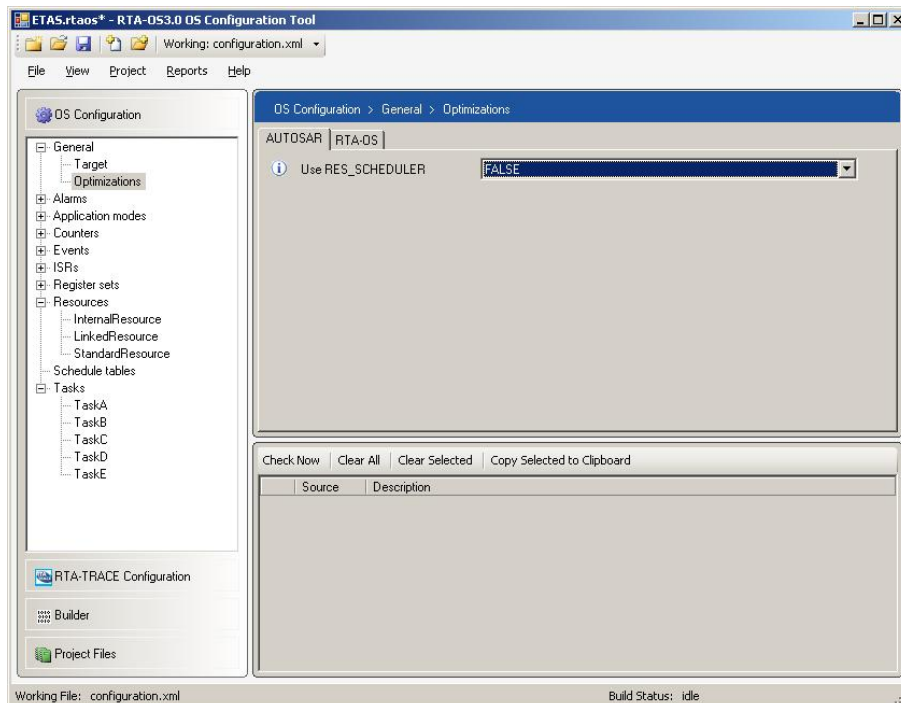 ETAS.rtaos* - RTA-OS3.0 OS Configuration Tool
Working: configuration.xml
File View Project Reports Help
OS Configuration
General
Target
Optimizations
Alarms
Application modes
Counters
Events
ISRs
Register sets
Resources
InternalResource
LinkedResource
StandardResource
Schedule tables
Tasks
TaskA
TaskB
TaskC
TaskD
TaskE
RTA-TRACE Configuration
Builder
Project Files
OS Configuration > General > Optimizations
AUTOSAR RTA-OS
Use RES_SCHEDULER FALSE
Check Now Clear All Clear Selected Copy Selected to Clipboard
Source Description
Working File: configuration.xml Build Status: idle